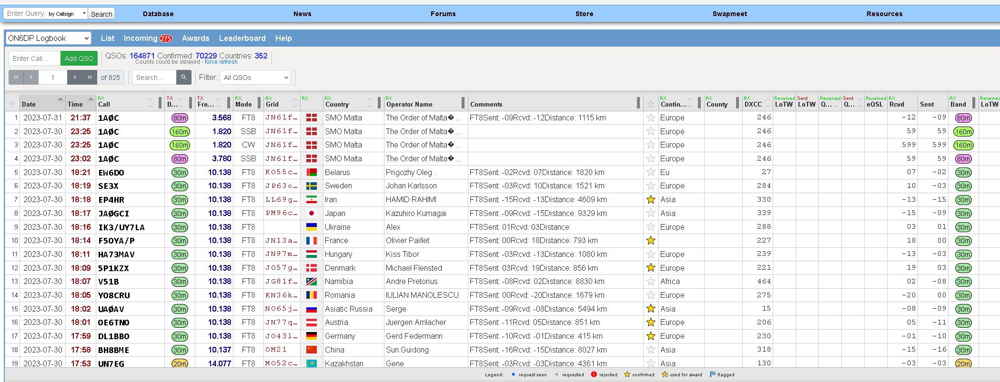 Enter Query.. by Callsign Search Database News Forums Store Swapmeet Resources
ON6DP Logbook List Incoming 275 Awards Leaderboard Help
Enter Call... Add QSO QSOs: 164871 Confirmed: 70229 Countries: 352
Counts could be delayed - force refresh
1 of 825 Search... Filter: All QSOs
RX TX TX RX RX RX RX RX RX RX RX Received Sent Received Sent Received RX RX Received
Date Time Call B... Fre... Mode Grid Country Operator Name Comments Contin... County DXCC LoTW LoTW Q... Q... eQSL Rcvd Sent Band LoTW
1 2023-07-31 21:37 1AØC 80m 3.568 FT8 JN61f... SMO Malta The Order of Malta�... FT8Sent: -09Rcvd: -12Distance: 1115 km Europe 246 -12 -09 80m
2 2023-07-30 23:25 1AØC 160m 1.820 SSB JN61f... SMO Malta The Order of Malta�... Europe 246 59 59 160m
3 2023-07-30 23:25 1AØC 160m 1.820 CW JN61f... SMO Malta The Order of Malta�... Europe 246 599 599 160m
4 2023-07-30 23:02 1AØC 80m 3.780 SSB JN61f... SMO Malta The Order of Malta�... Europe 246 59 59 80m
5 2023-07-30 18:21 EW6DO 30m 10.138 FT8 KO55c... Belarus Prigozhy Oleg . FT8Sent: -02Rcvd: 07Distance: 1820 km Eu 27 07 -02 30m
6 2023-07-30 18:19 SE3X 30m 10.138 FT8 JP63o... Sweden Johan Karlsson FT8Sent: -03Rcvd: 10Distance: 1521 km Europe 284 10 -03 30m
7 2023-07-30 18:18 EP4HR 30m 10.138 FT8 LL69g... Iran HAMID RAHIMI FT8Sent: -15Rcvd: -13Distance: 4609 km Asia 330 -13 -15 30m
8 2023-07-30 18:17 JAØGCI 30m 10.138 FT8 PM96c... Japan Kazuhiro Kumagai FT8Sent: -09Rcvd: -15Distance: 9329 km Asia 339 -15 -09 30m
9 2023-07-30 18:16 IK3/UY7LA 30m 10.138 FT8 Ukraine Alex FT8Sent: 01Rcvd: 03Distance: Europe 288 03 01 30m
10 2023-07-30 18:14 F5OYA/P 30m 10.138 FT8 JN13a... France Olivier Paillet FT8Sent: 00Rcvd: 18Distance: 793 km 227 18 00 30m
11 2023-07-30 18:11 HA73MAV 30m 10.138 FT8 JN97m... Hungary Kiss Tibor FT8Sent: -03Rcvd: -13Distance: 1080 km Europe 239 -13 -03 30m
12 2023-07-30 18:09 5P1KZX 30m 10.138 FT8 JO57g... Denmark Michael Flensted FT8Sent: 03Rcvd: 19Distance: 856 km Europe 221 19 03 30m
13 2023-07-30 18:07 V51B 30m 10.138 FT8 JG81f... Namibia Andre Pretorius FT8Sent: -08Rcvd: 02Distance: 8830 km Africa 464 02 -08 30m
14 2023-07-30 18:05 YO8CRU 30m 10.138 FT8 KN36k... Romania IULIAN MANOLESCU FT8Sent: 00Rcvd: -20Distance: 1679 km Europe 275 -20 00 30m
15 2023-07-30 18:02 UAØAV 30m 10.138 FT8 NO65j... Asiatic Russia Serge FT8Sent: -09Rcvd: -08Distance: 5494 km Asia 15 -08 -09 30m
16 2023-07-30 18:01 OE6TNO 30m 10.138 FT8 JN77q... Austria Juergen Amlacher FT8Sent: -11Rcvd: 05Distance: 851 km Europe 206 05 -11 30m
17 2023-07-30 17:59 DL1BBO 30m 10.138 FT8 JO43l... Germany Gerd Federmann FT8Sent: -10Rcvd: -01Distance: 415 km Europe 230 -01 -10 30m
18 2023-07-30 17:58 BH8BME 30m 10.137 FT8 OM21 China Sun Guidong FT8Sent: -16Rcvd: -15Distance: 8027 km Asia 318 -15 -16 30m
19 2023-07-30 17:53 UN7EG 20m 14.077 FT8 MO52c... Kazakhstan Gene FT8Sent: -03Rcvd: -03Distance: 4361 km Asia 130 -03 -03 20m
Legend: request seen requested rejected confirmed used for award flagged